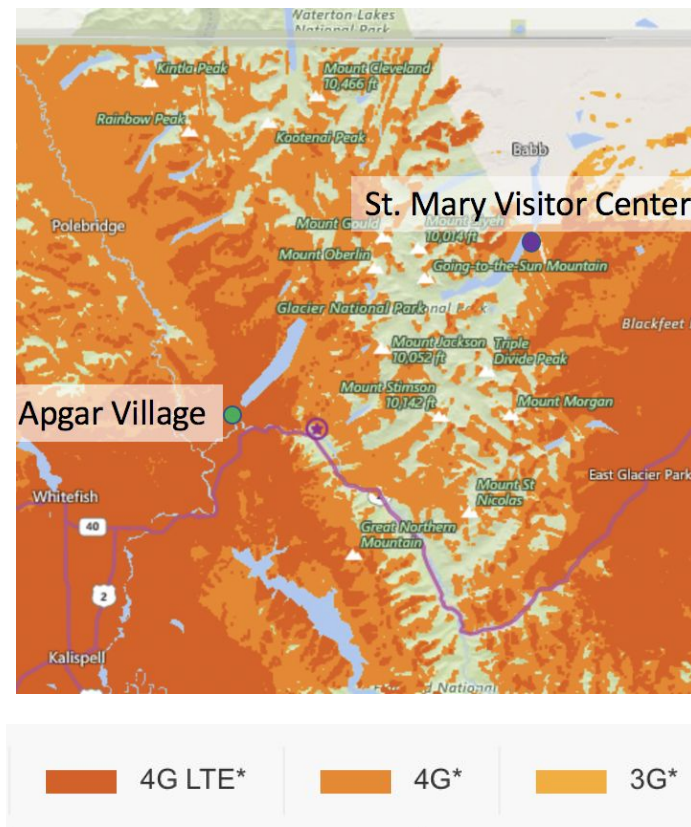 Waterton Lakes
National Park
Kintla Peak
Mount Cleveland
10,466 ft
Rainbow Peak
Kootenai Peak
Babb
St. Mary Visitor Center
Polebridge
Mount Gould
10,014 ft
Mount Oberlin
Going-to-the-Sun Mountain
Glacier National Park
Blackfeet
Mount Jackson
10,052 ft
Triple
Divide Peak
Mount Stimson
10,142 ft
Apgar Village
Mount Morgan
East Glacier Park
Whitefish
Mount St
Nicolas
40
Great Northern
Mountain
2
Kalispell
National
4G LTE*
4G*
3G*